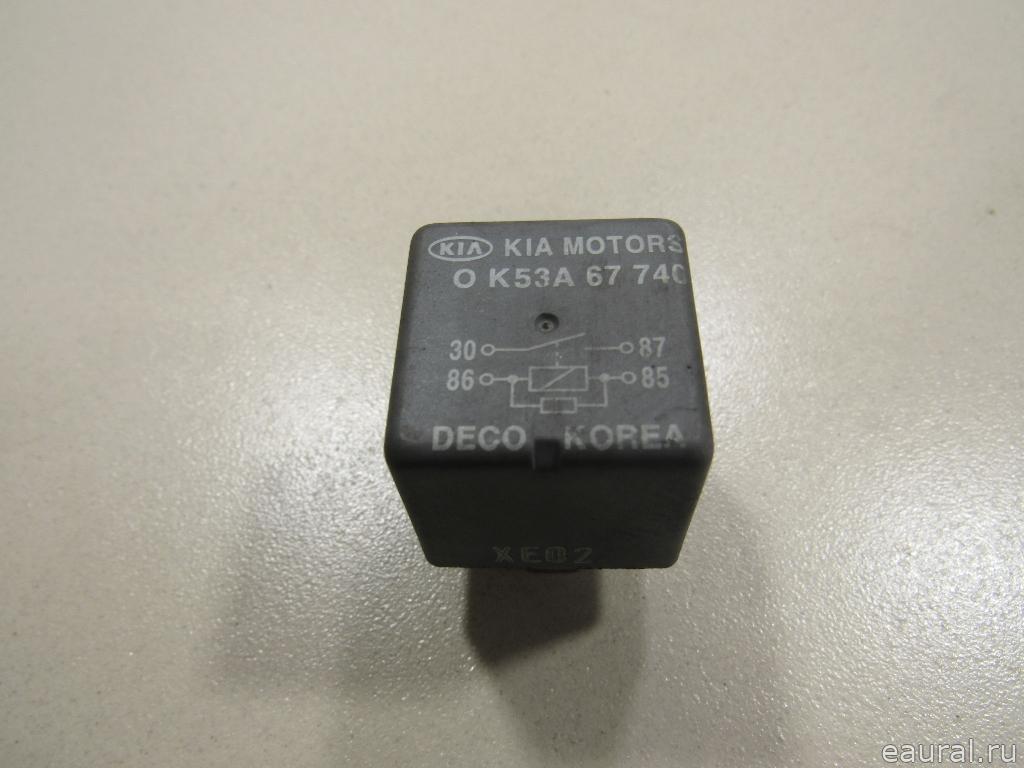 KIA KIA MOTORS
O K53A 67 740
30 87
86 85
DECO KOREA
XE02
eaural.ru